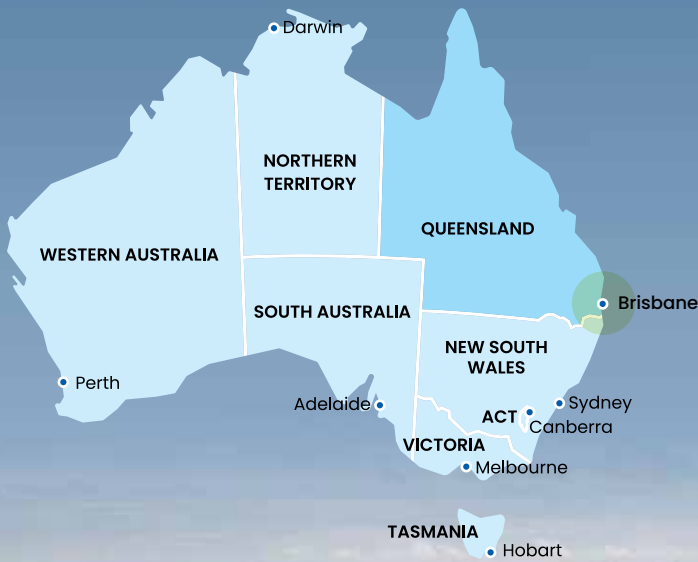 Darwin
NORTHERN
TERRITORY
QUEENSLAND
WESTERN AUSTRALIA
Brisbane
SOUTH AUSTRALIA
NEW SOUTH
WALES
Perth
Adelaide
Sydney
ACT
Canberra
VICTORIA
Melbourne
TASMANIA
Hobart